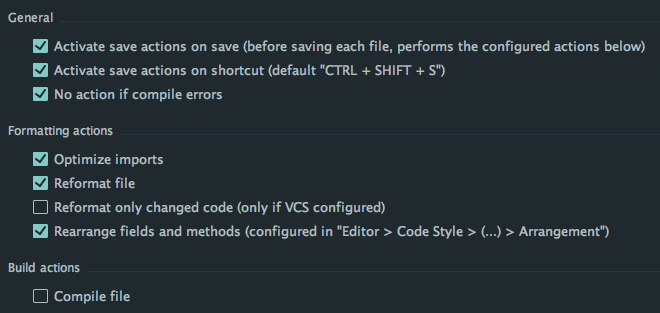 General
Activate save actions on save (before saving each file, performs the configured actions below)
Activate save actions on shortcut (default "CTRL + SHIFT + S")
No action if compile errors
Formatting actions
Optimize imports
Reformat file
Reformat only changed code (only if VCS configured)
Rearrange fields and methods (configured in "Editor > Code Style > (...) > Arrangement")
Build actions
Compile file